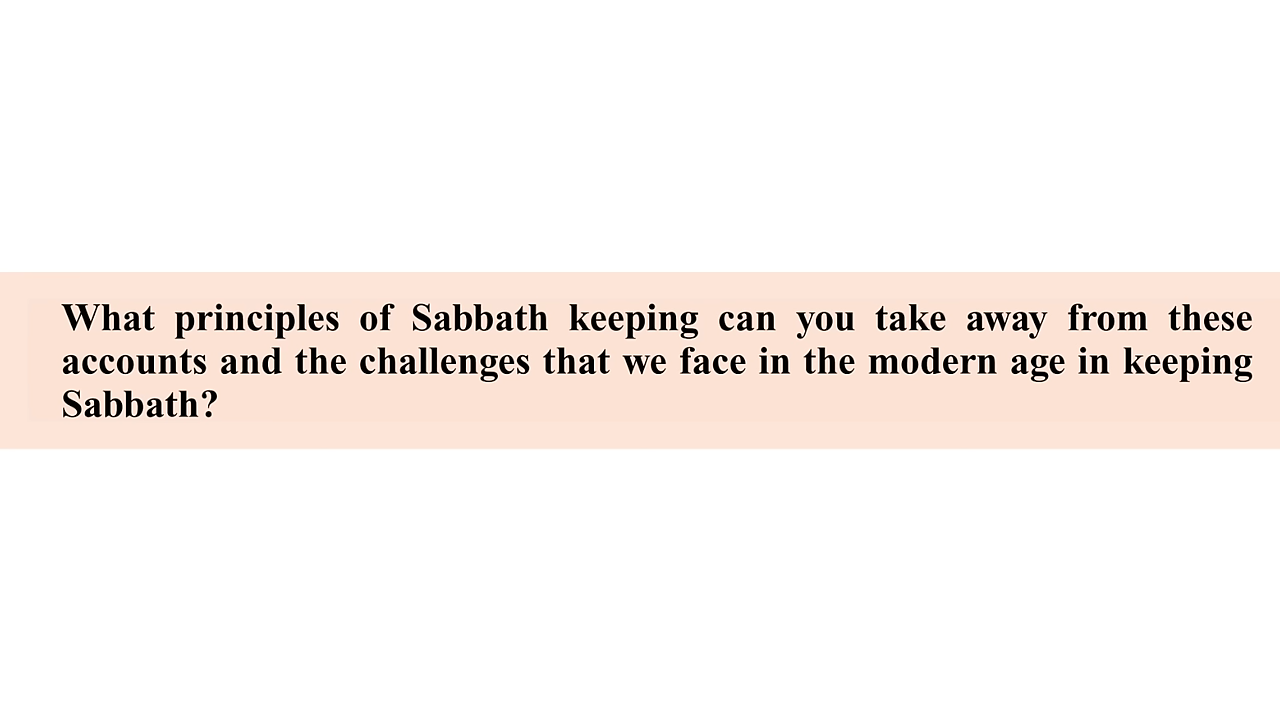 What principles of Sabbath keeping can you take away from these
accounts and the challenges that we face in the modern age in keeping
Sabbath?